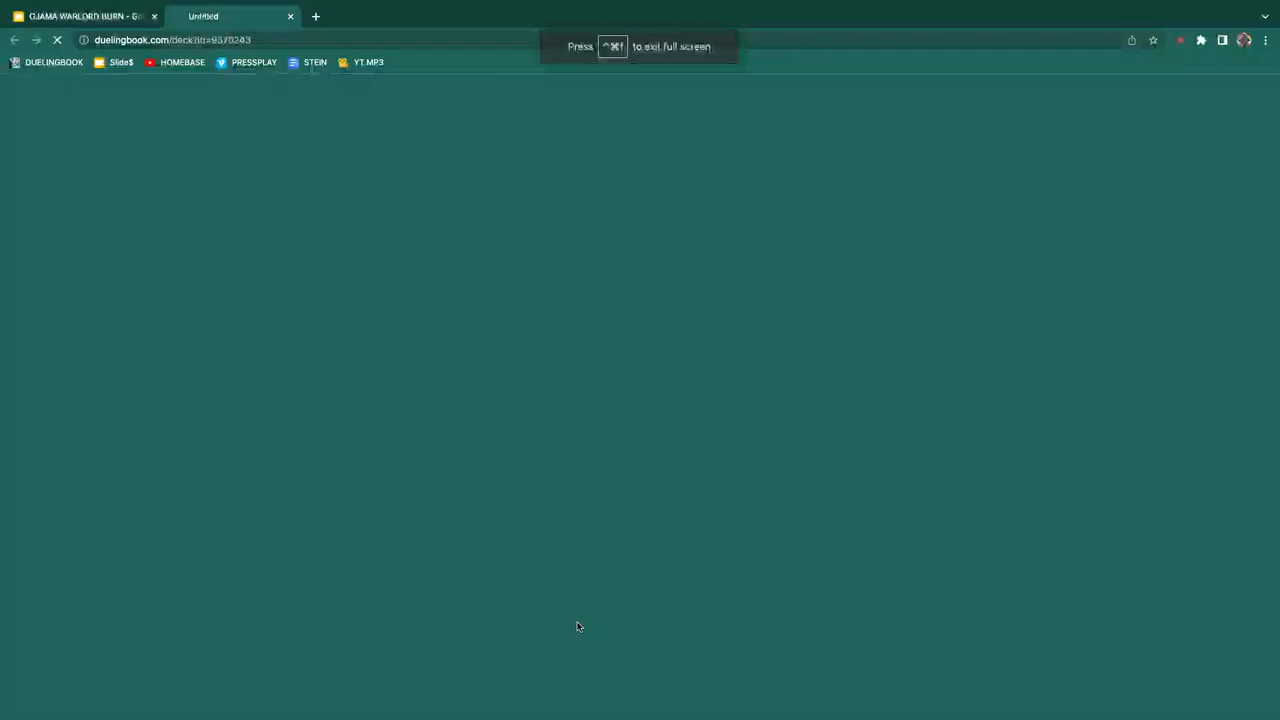 OJAMA WARLORD BURN - Go
Untitled
duelingbook.com/deck?id=9570243
Press ^⌘f to exit full screen
DUELINGBOOK Slide$ HOMEBASE PRESSPLAY STEIN YT.MP3